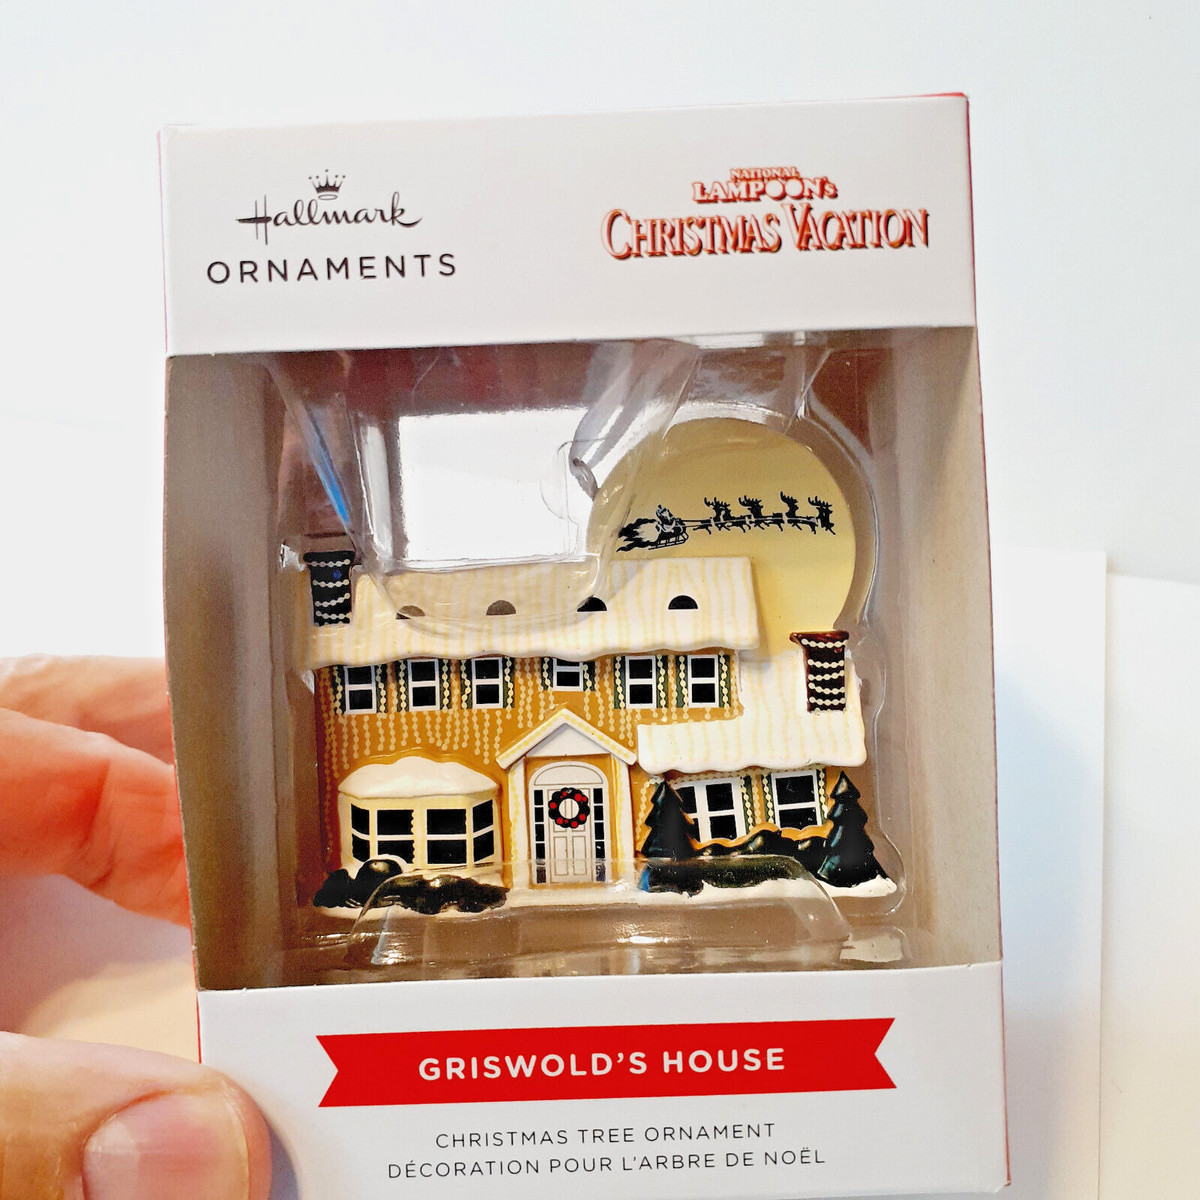 Hallmark
ORNAMENTS
NATIONAL
LAMPOON'S
CHRISTMAS VACATION
GRISWOLD'S HOUSE
CHRISTMAS TREE ORNAMENT
DÉCORATION POUR L'ARBRE DE NOËL